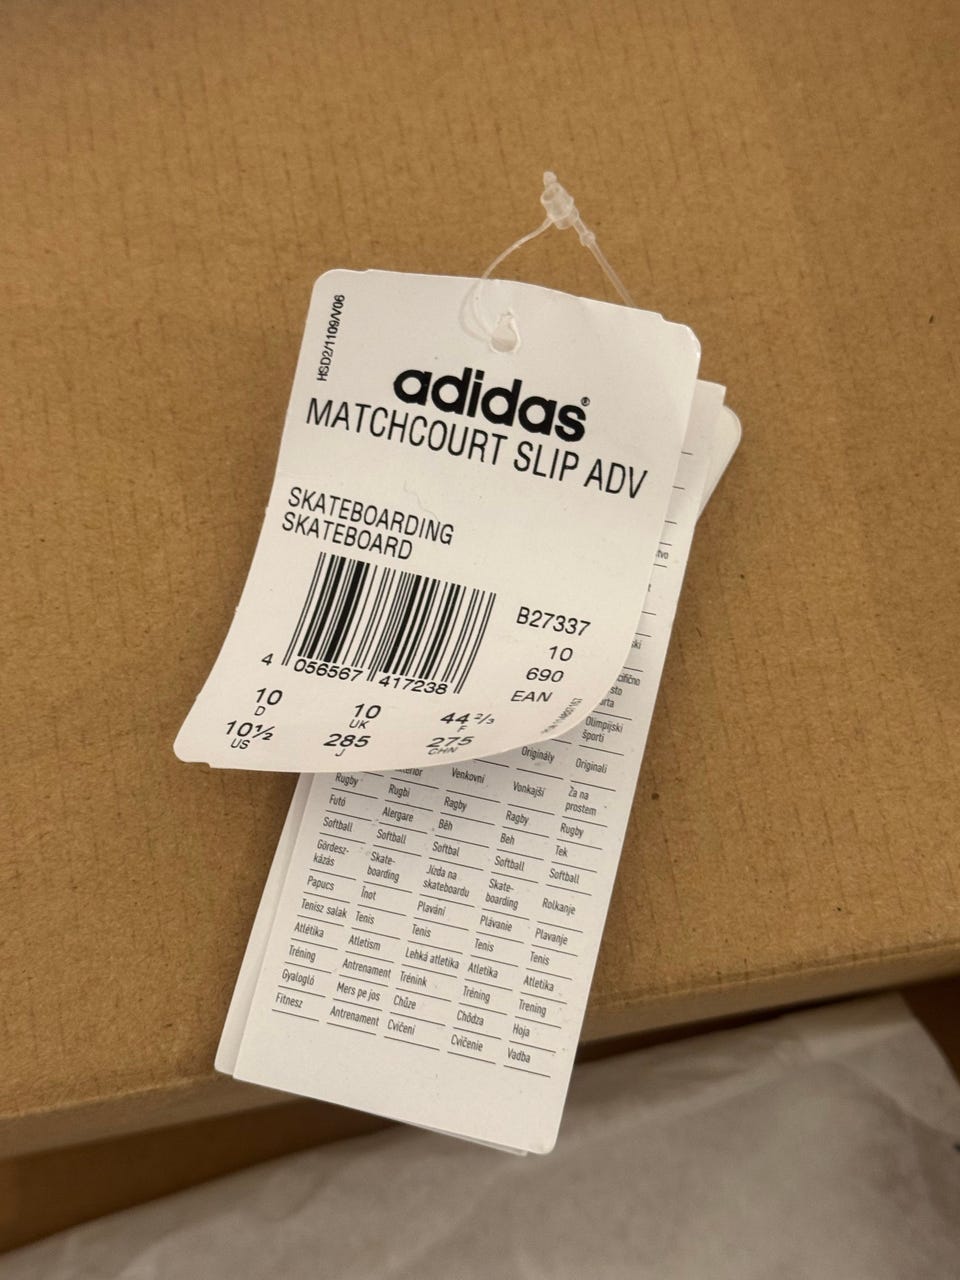 HSD2/1109/V06
adidas®
MATCHCOURT SLIP ADV
SKATEBOARDING
SKATEBOARD
B27337
10
690
EAN
4 056567 417238
10 10 44 2/3
D UK F
10½ 285 275
US J CHN
Olimpijski športi
Originály Originali
Venkovní Vonkajší Za na prostem
Rugby Rugbi Ragby Ragby Rugby
Futó Alergare Běh Beh Tek
Softball Softball Softbal Softball Softball
Gördesz-kázás Skate-boarding Jízda na skateboardu Skate-boarding Rolkanje
Papucs Înot Plavání Plávanie Plavanje
Tenisz salak Tenis Tenis Tenis Tenis
Atlétika Atletism Lehká atletika Atletika Atletika
Tréning Antrenament Trénink Tréning Trening
Gyalogló Mers pe jos Chůze Chôdza Hoja
Fitnesz Antrenament Cvičení Cvičenie Vadba